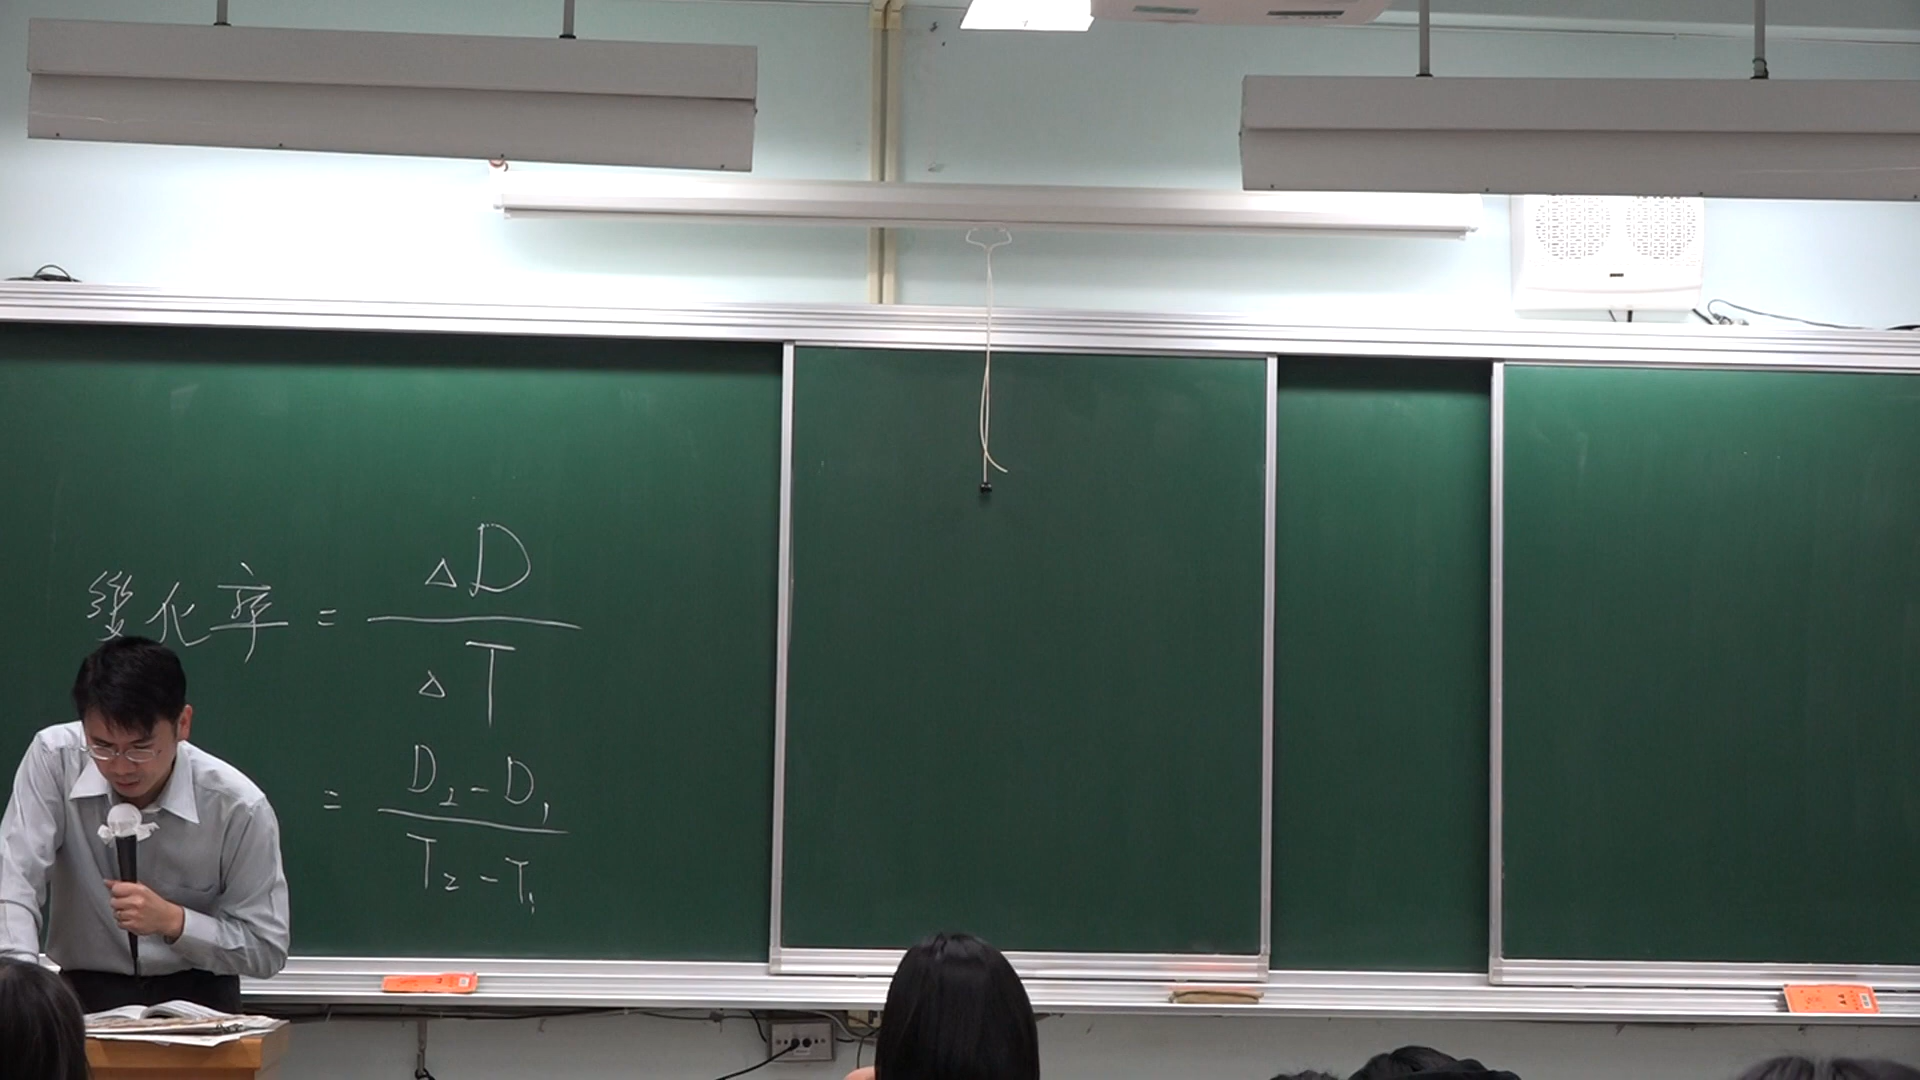 變化率 = ΔD / ΔT
= D₂ - D₁ / T₂ - T₁